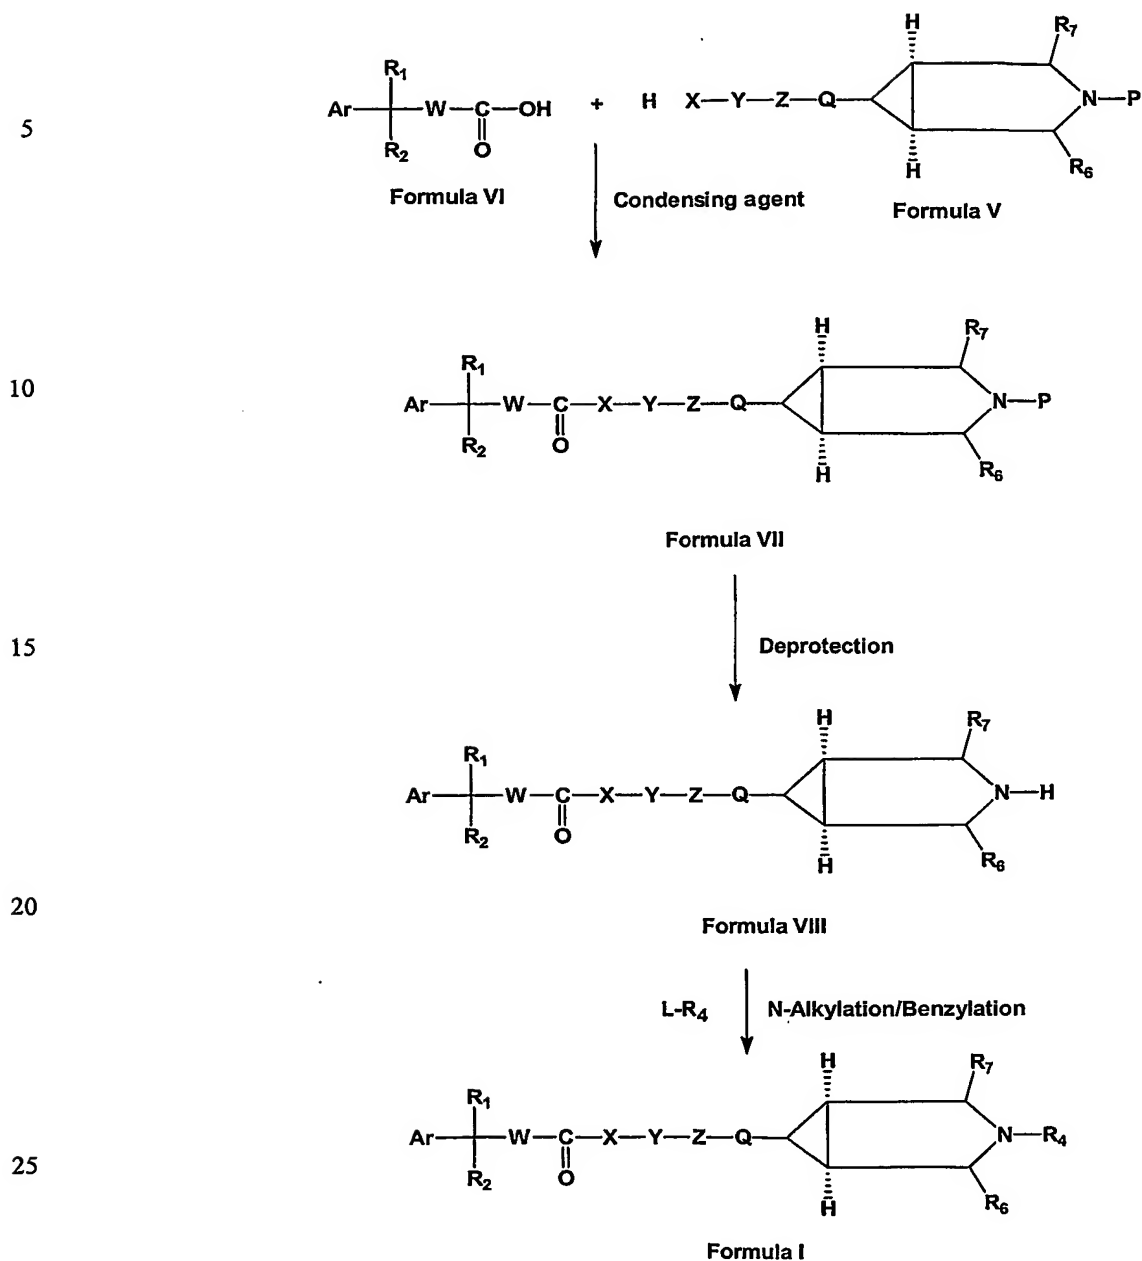 H R₇
R₁
Ar W C OH + H X—Y—Z—Q N—P
5
R₂ O
H R₆
Formula VI Condensing agent Formula V
H R₇
R₁
10 Ar W C X Y Z Q N—P
R₂ O
H R₆
Formula VII
15 Deprotection
H R₇
R₁
Ar W C X Y Z Q N—H
R₂ O
H R₆
20
Formula VIII
L-R₄ N-Alkylation/Benzylation
H R₇
R₁
Ar W C X Y Z Q N—R₄
25 R₂ O
H R₆
Formula I